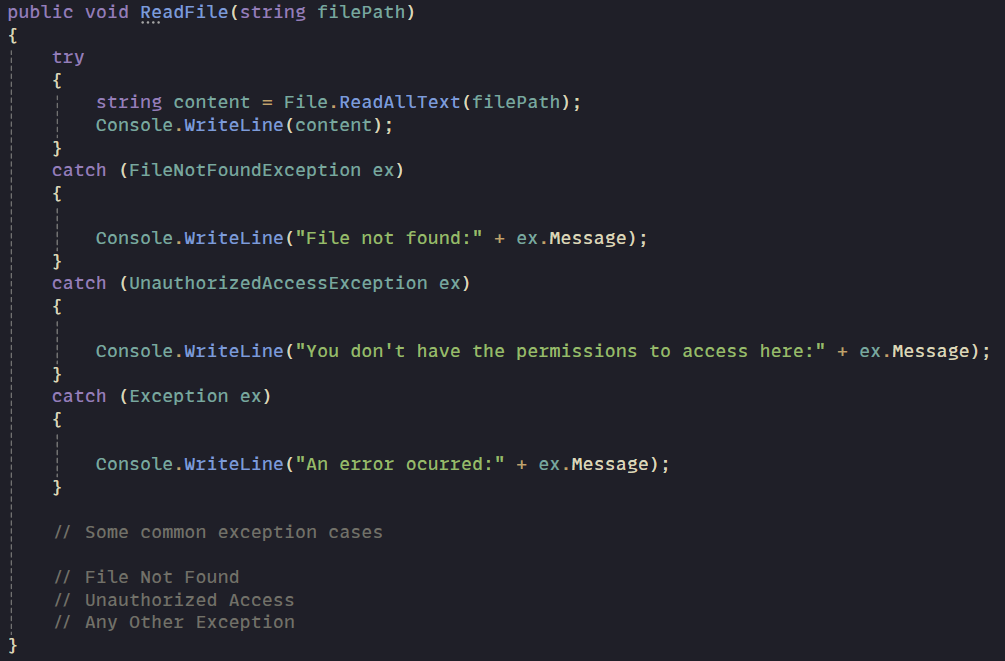 public void ReadFile(string filePath)
{
    try
    {
        string content = File.ReadAllText(filePath);
        Console.WriteLine(content);
    }
    catch (FileNotFoundException ex)
    {

        Console.WriteLine("File not found:" + ex.Message);
    }
    catch (UnauthorizedAccessException ex)
    {

        Console.WriteLine("You don't have the permissions to access here:" + ex.Message);
    }
    catch (Exception ex)
    {

        Console.WriteLine("An error ocurred:" + ex.Message);
    }

    // Some common exception cases

    // File Not Found
    // Unauthorized Access
    // Any Other Exception
}